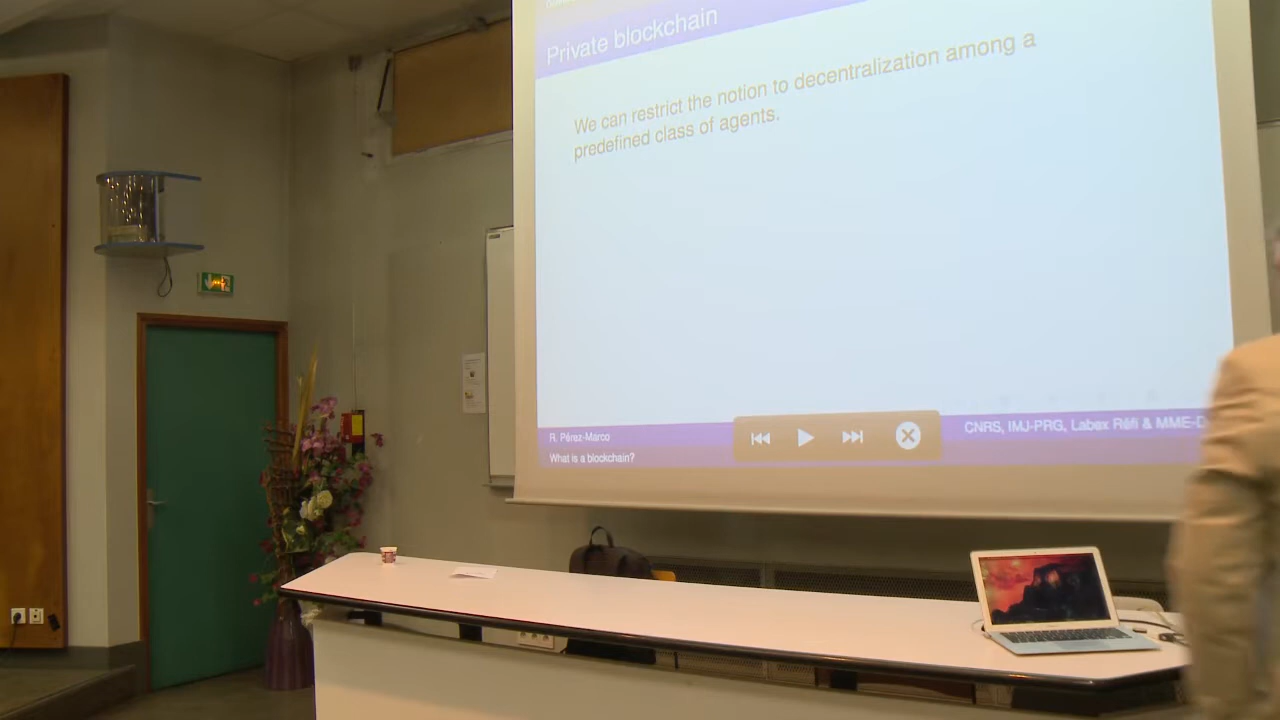 Private blockchain
We can restrict the notion to decentralization among a
predefined class of agents.
R. Pérez-Marco
CNRS, IMJ-PRG, Labex Réfi & MME-D
What is a blockchain?